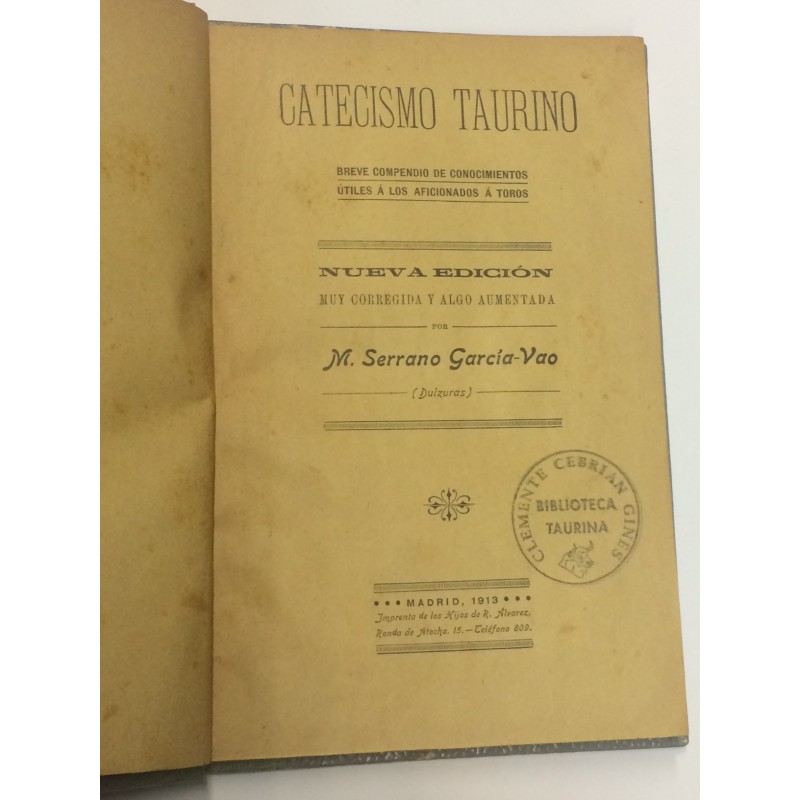 CATECISMO TAURINO
BREVE COMPENDIO DE CONOCIMIENTOS
ÚTILES Á LOS AFICIONADOS Á TOROS
NUEVA EDICIÓN
MUY CORREGIDA Y ALGO AUMENTADA
POR
M. Serrano García-Vao
(Dulzuras)
CLEMENTE CEBRIAN GINES
BIBLIOTECA
TAURINA
MADRID, 1913
Imprenta de los Hijos de R. Álvarez,
Ronda de Atocha, 15.—Teléfono 809.